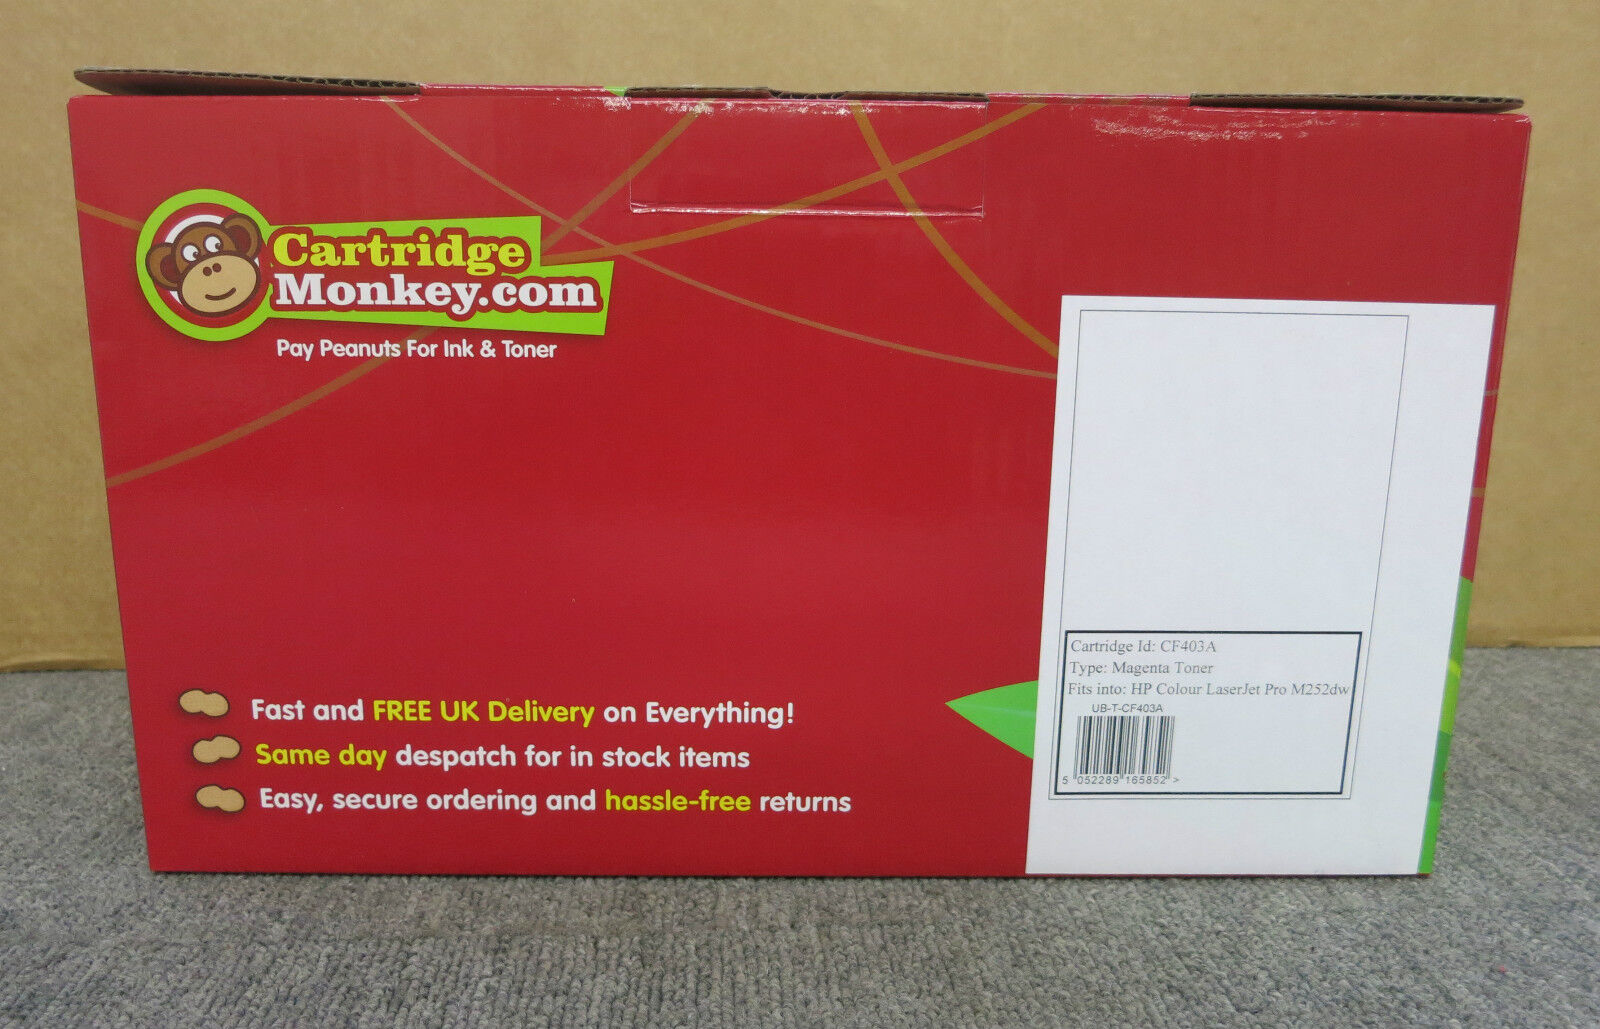 Cartridge
Monkey.com
Pay Peanuts For Ink & Toner
Fast and FREE UK Delivery on Everything!
Same day despatch for in stock items
Easy, secure ordering and hassle-free returns
Cartridge Id: CF403A
Type: Magenta Toner
Fits into: HP Colour LaserJet Pro M252dw
UB-T-CF403A
5 052289 165852 >